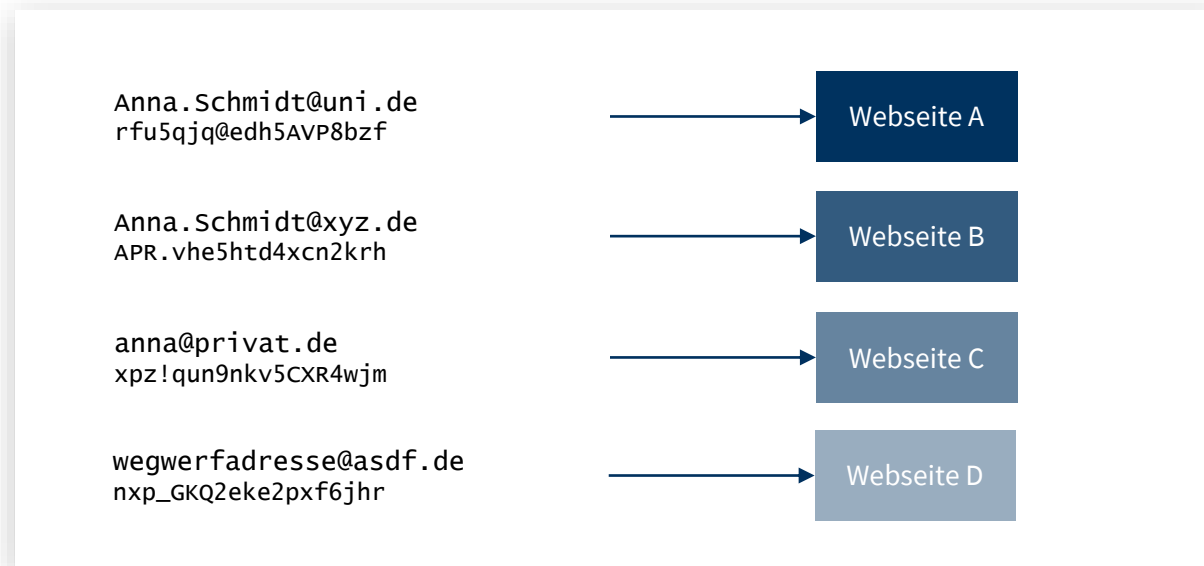 Anna.Schmidt@uni.de
rfu5qjq@edh5AVP8bzf
Webseite A
Anna.Schmidt@xyz.de
APR.vhe5htd4xcn2krh
Webseite B
anna@privat.de
xpz!qun9nkv5CXR4wjm
Webseite C
wegwerfadresse@asdf.de
nxp_GKQ2eke2pxf6jhr
Webseite D